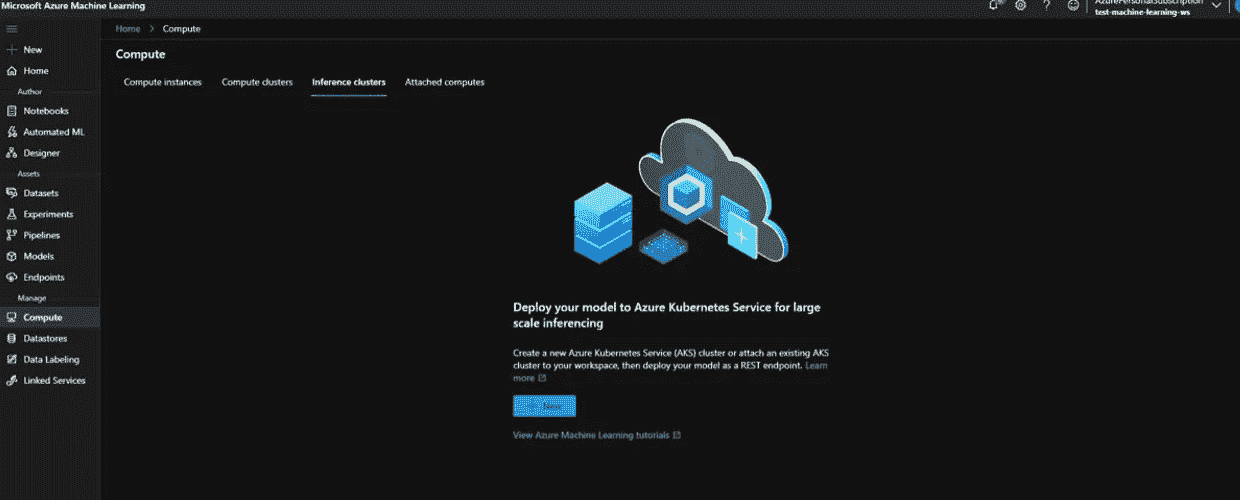 Microsoft Azure Machine Learning
AzurePersonalSubscription
test-machine-learning-ws
Home > Compute
New
Home
Author
Notebooks
Automated ML
Designer
Assets
Datasets
Experiments
Pipelines
Models
Endpoints
Manage
Compute
Datastores
Data Labeling
Linked Services
Compute
Compute instances Compute clusters Inference clusters Attached computes
Deploy your model to Azure Kubernetes Service for large
scale inferencing
Create a new Azure Kubernetes Service (AKS) cluster or attach an existing AKS
cluster to your workspace, then deploy your model as a REST endpoint. Learn
more
View Azure Machine Learning tutorials